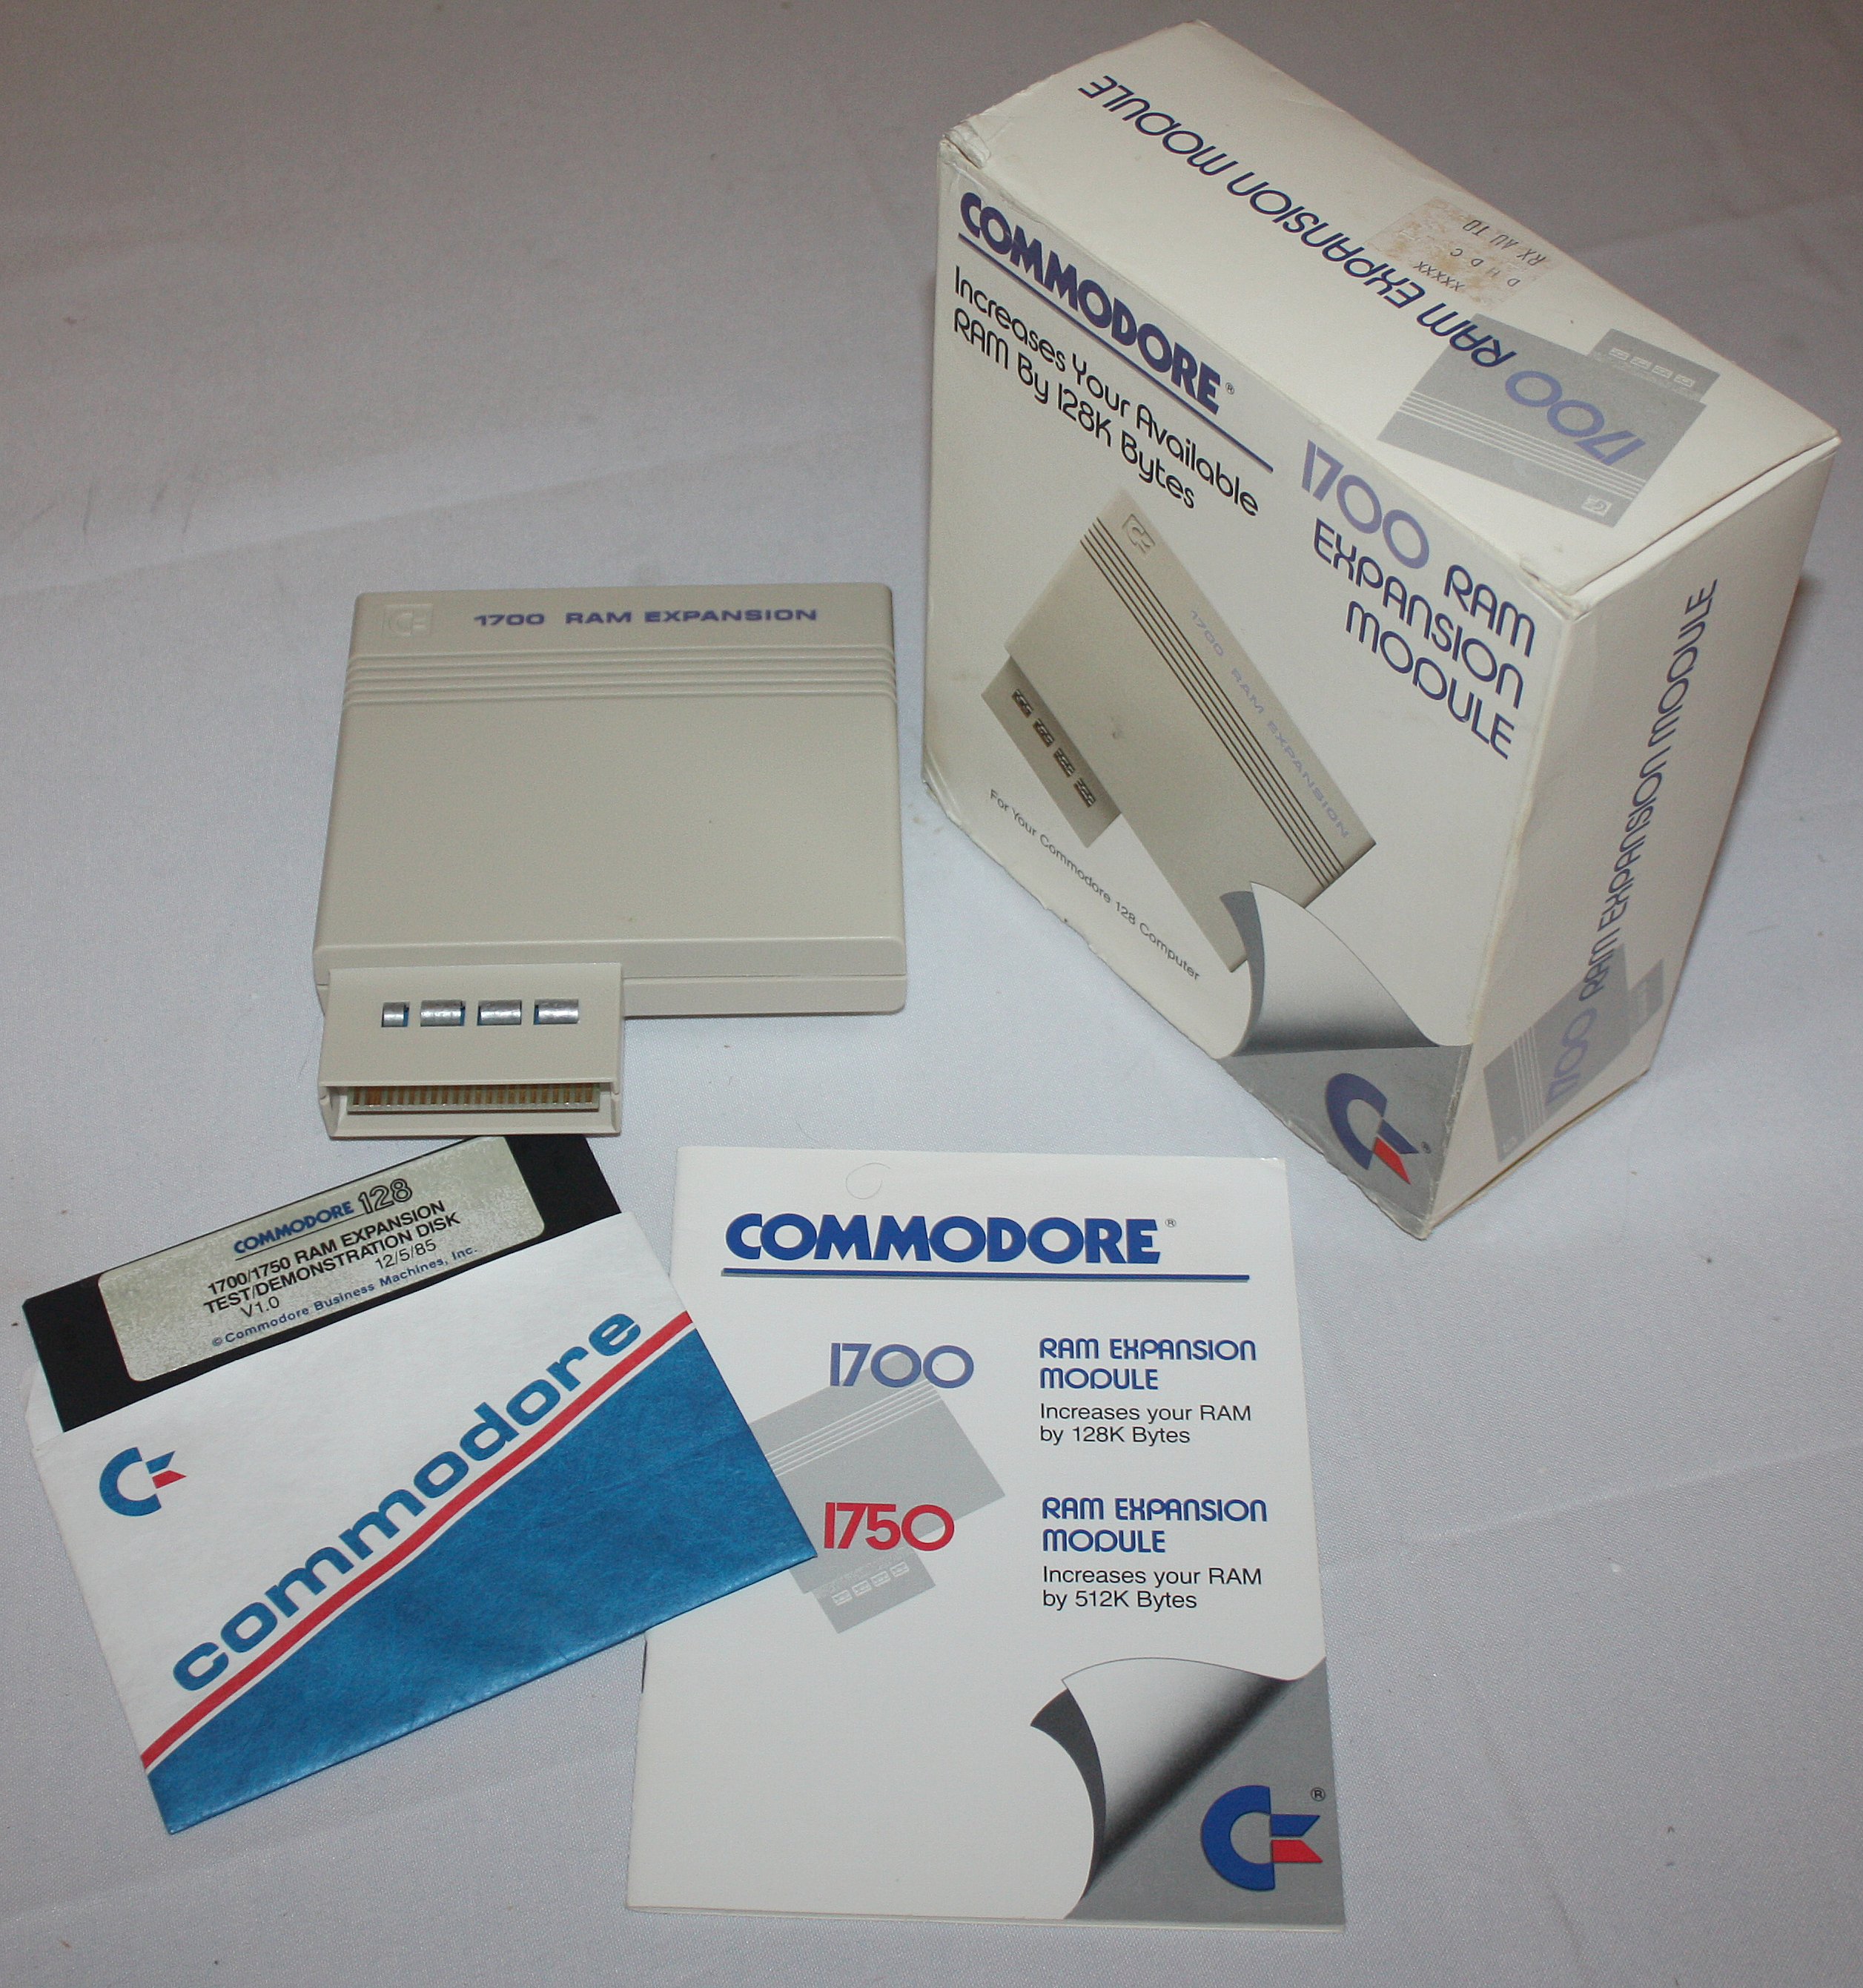 1700 RAM EXPANSION MODULE
RX AU TO
D H D C
XXXXX
COMMODORE®
Increases Your Available
RAM By 128K Bytes
1700 RAM
EXPANSION
MODULE
1700 RAM EXPANSION
For Your Commodore 128 Computer
®
1700 RAM EXPANSION MODULE
1700 RAM EXPANSION
COMMODORE 128
1700/1750 RAM EXPANSION
TEST/DEMONSTRATION DISK
V1.0 12/5/85
©Commodore Business Machines, Inc.
commodore
COMMODORE®
1700 RAM EXPANSION
MODULE
Increases your RAM
by 128K Bytes
1750 RAM EXPANSION
MODULE
Increases your RAM
by 512K Bytes
®